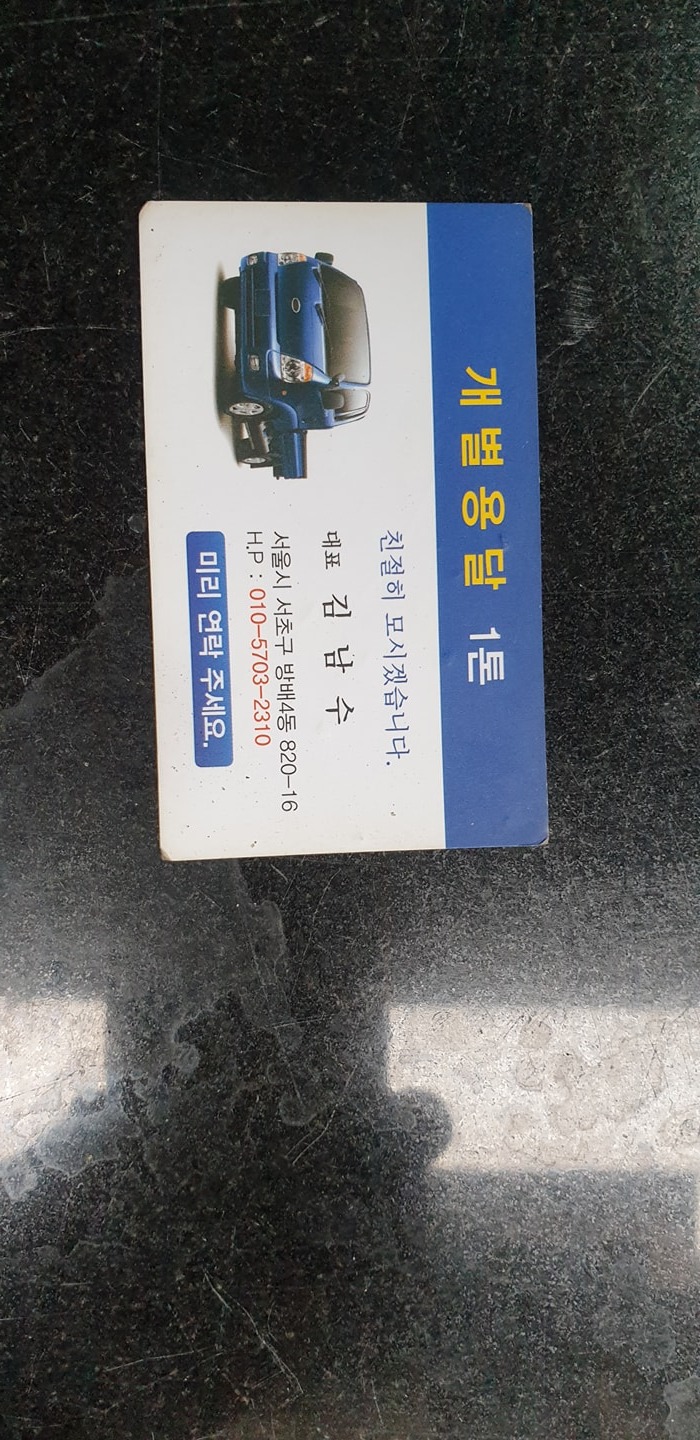 개별용달 1톤
친절히 모시겠습니다.
대표 김 남 수
서울시 서초구 방배4동 820-16
H.P : 010-5703-2310
미리 연락 주세요.